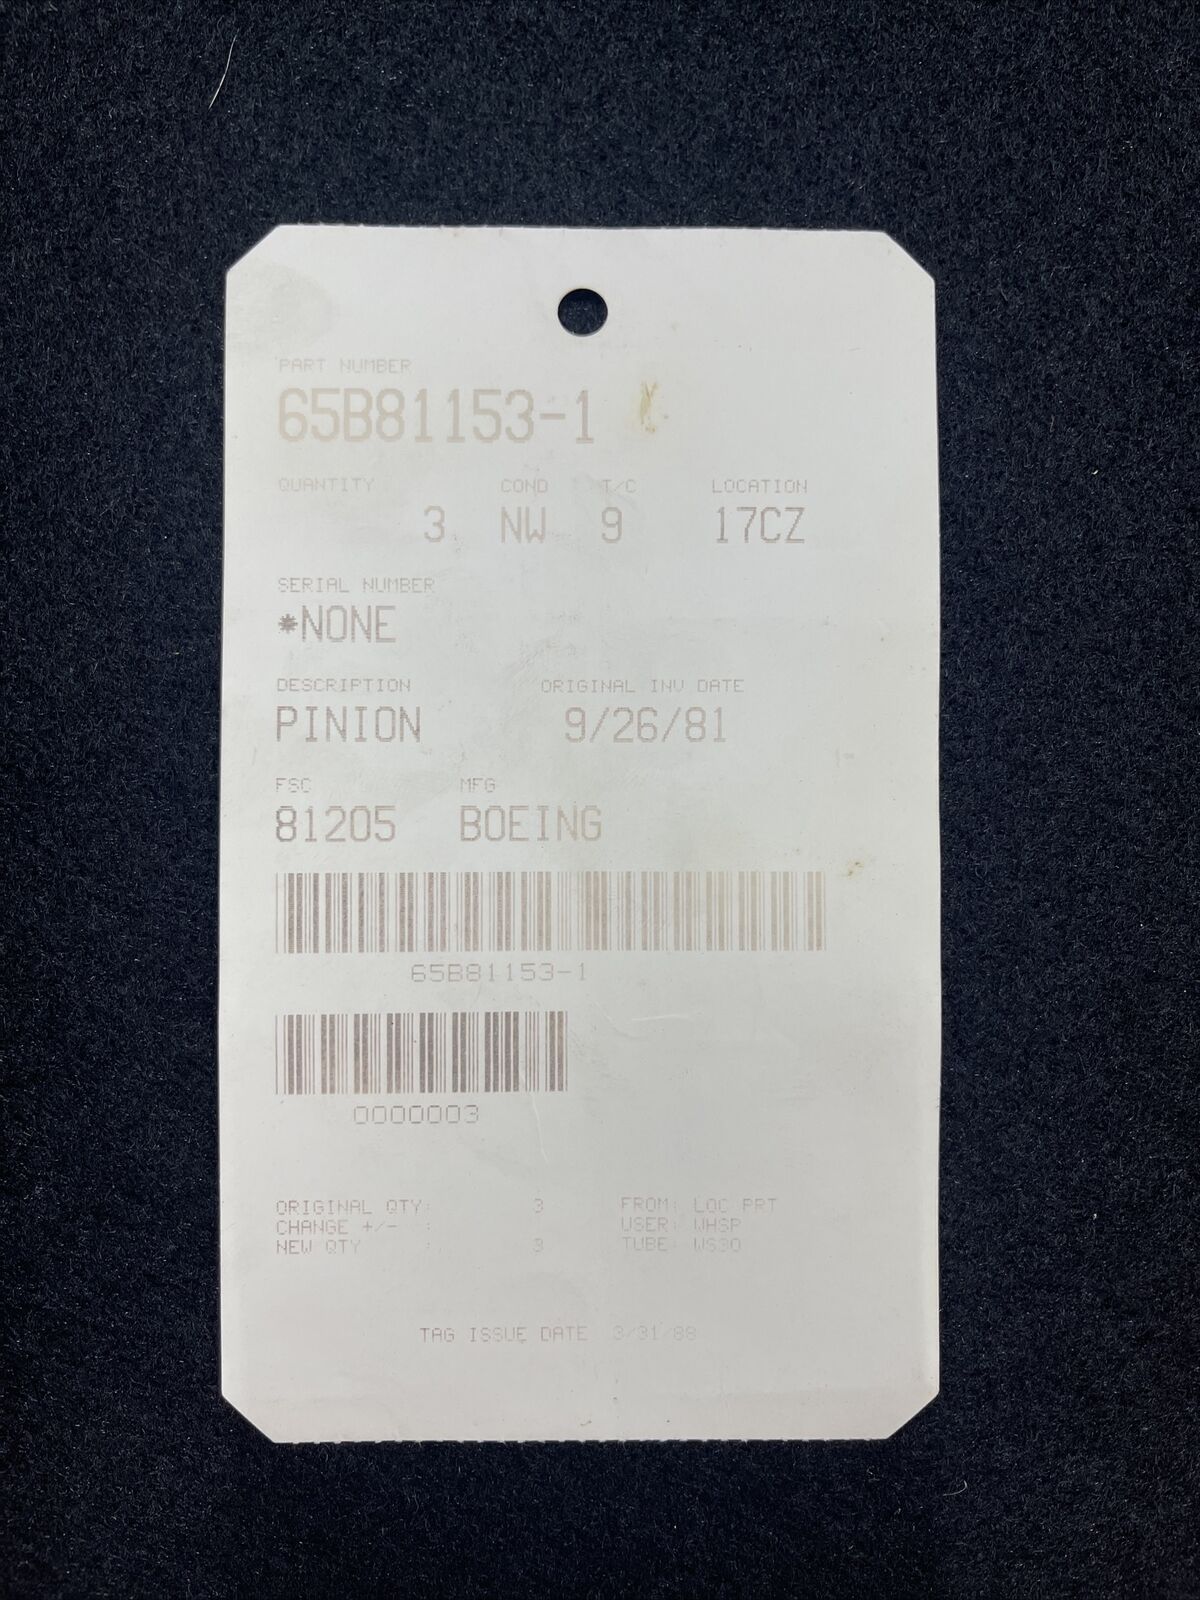 PART NUMBER
65B81153-1
QUANTITY COND T/C LOCATION
3 NW 9 17CZ
SERIAL NUMBER
*NONE
DESCRIPTION ORIGINAL INV DATE
PINION 9/26/81
FSC MFG
81205 BOEING
65B81153-1
0000003
ORIGINAL QTY: 3 FROM: LOC PRT
CHANGE +/- : USER: WHSP
NEW QTY : 3 TUBE: WS30
TAG ISSUE DATE 3/31/88